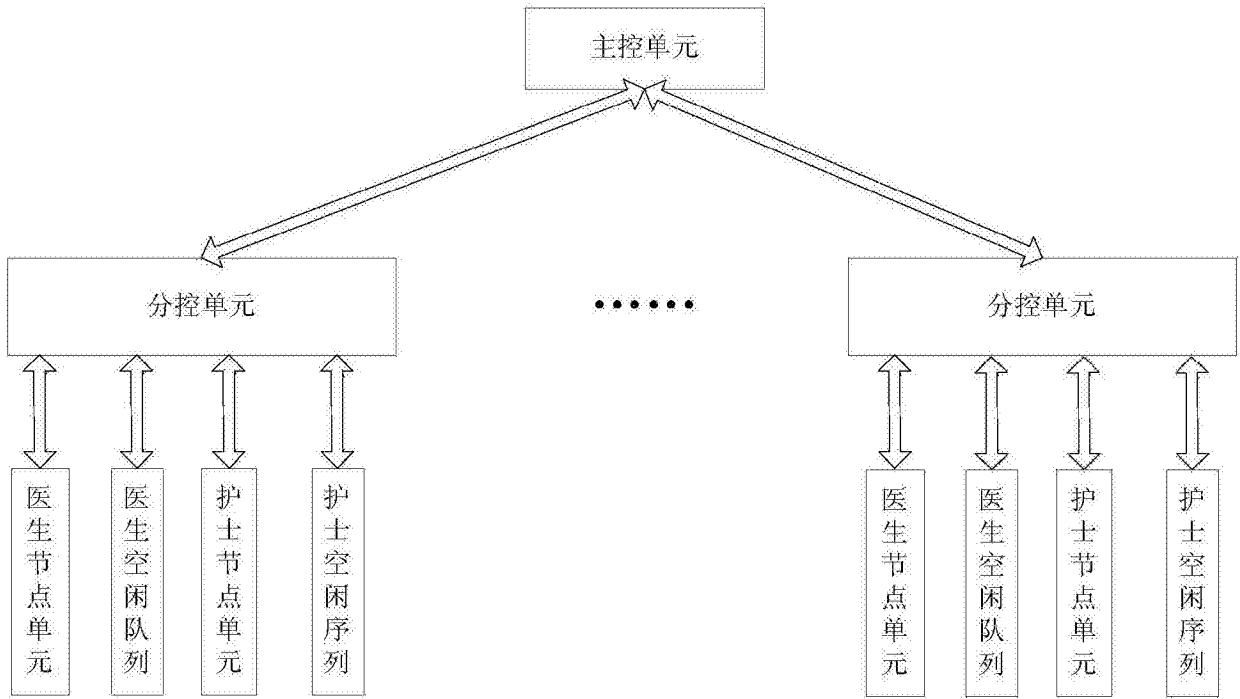 主控单元
分控单元
分控单元
医生节点单元
医生空闲队列
护士节点单元
护士空闲序列
医生节点单元
医生空闲队列
护士节点单元
护士空闲序列